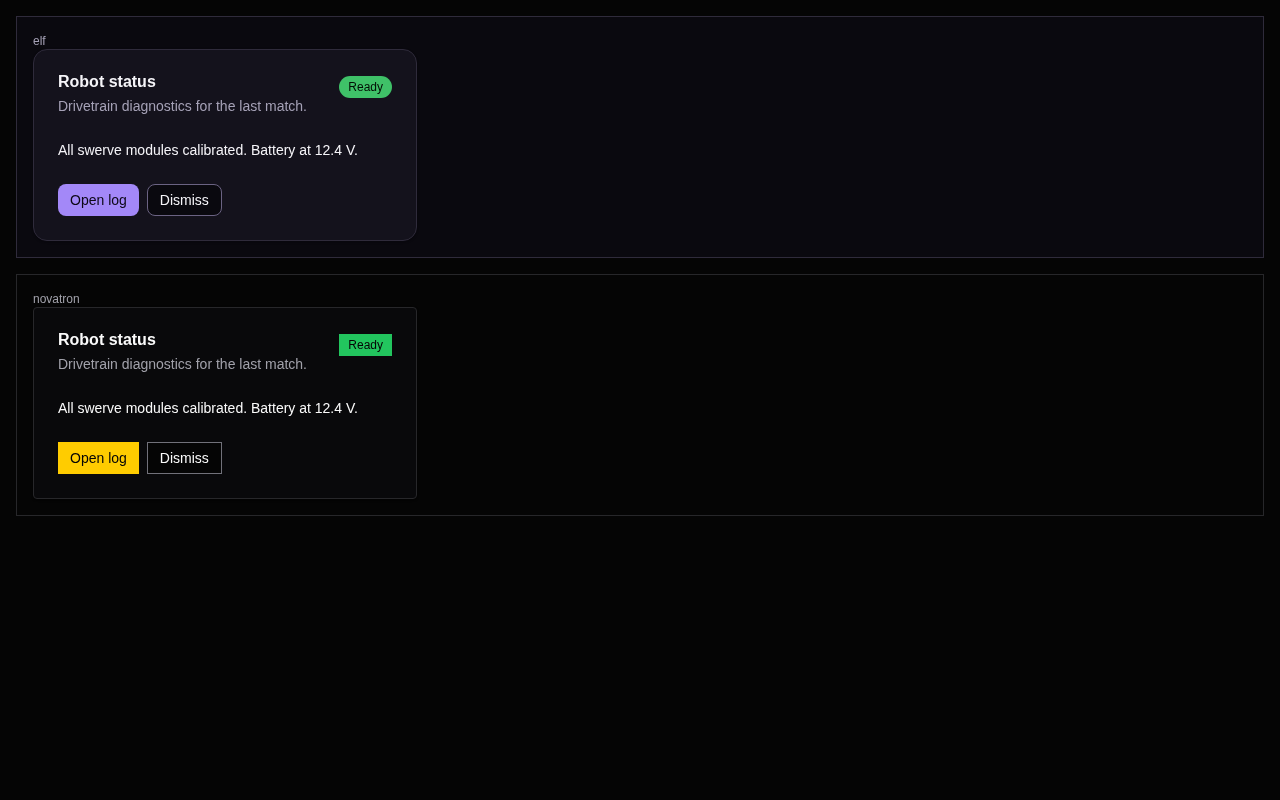 elf
Robot status
Ready
Drivetrain diagnostics for the last match.
All swerve modules calibrated. Battery at 12.4 V.
Open log Dismiss
novatron
Robot status
Ready
Drivetrain diagnostics for the last match.
All swerve modules calibrated. Battery at 12.4 V.
Open log Dismiss